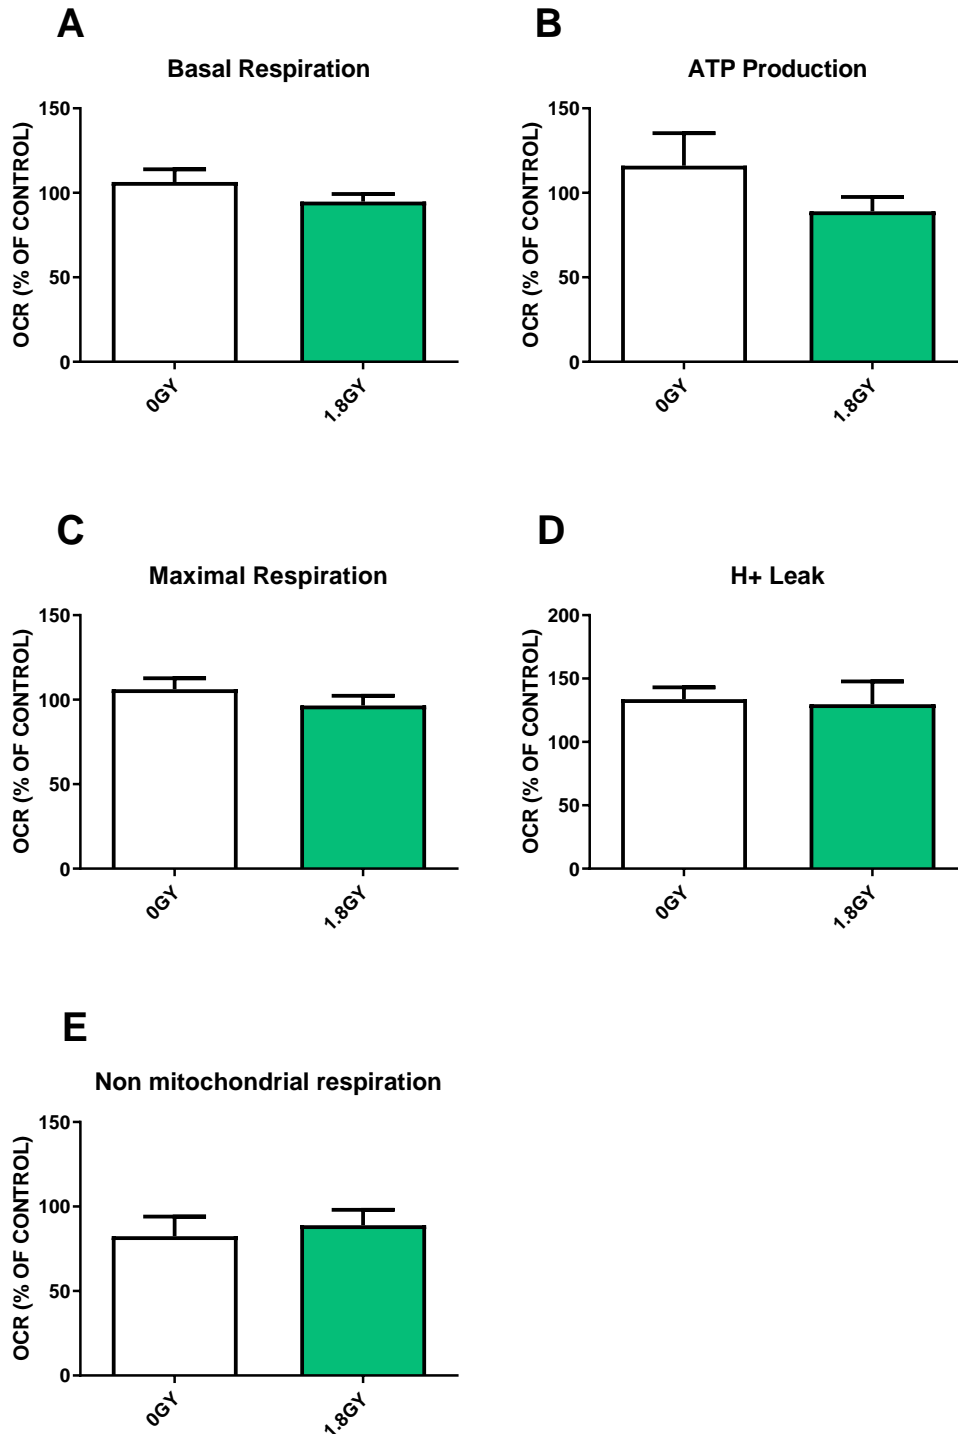 A
Basal Respiration
OCR (% OF CONTROL)
150
100
50
0
0GY
1.8GY
B
ATP Production
OCR (% OF CONTROL)
150
100
50
0
0GY
1.8GY
C
Maximal Respiration
OCR (% OF CONTROL)
150
100
50
0
0GY
1.8GY
D
H+ Leak
OCR (% OF CONTROL)
200
150
100
50
0
0GY
1.8GY
E
Non mitochondrial respiration
OCR (% OF CONTROL)
150
100
50
0
0GY
1.8GY